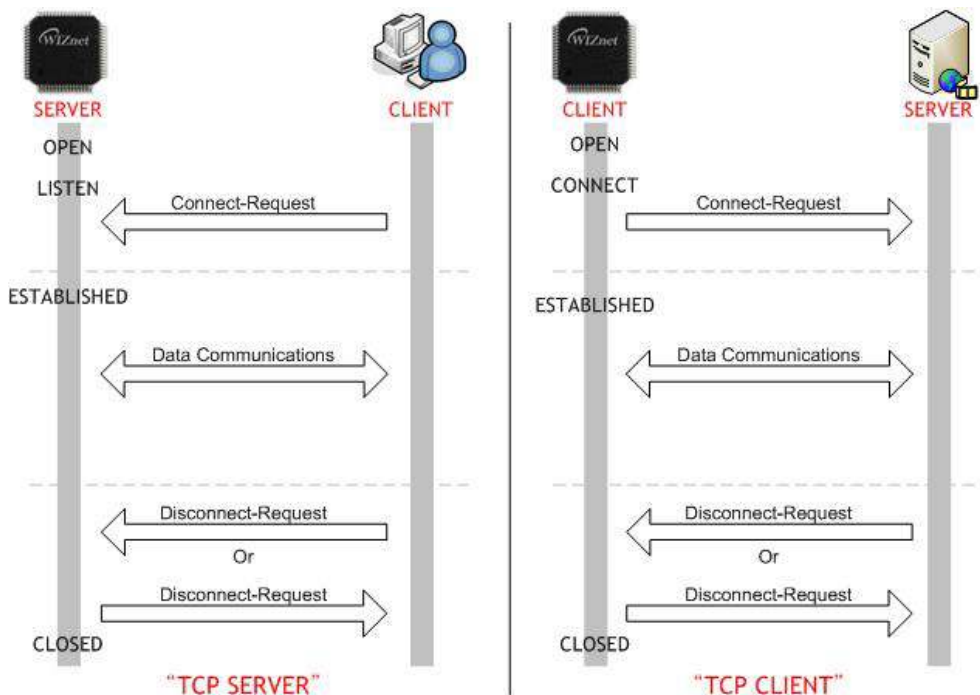 WIZnet
SERVER
CLIENT
OPEN
LISTEN
Connect-Request
ESTABLISHED
Data Communications
Disconnect-Request
Or
Disconnect-Request
CLOSED
"TCP SERVER"
WIZnet
CLIENT
SERVER
OPEN
CONNECT
Connect-Request
ESTABLISHED
Data Communications
Disconnect-Request
Or
Disconnect-Request
CLOSED
"TCP CLIENT"